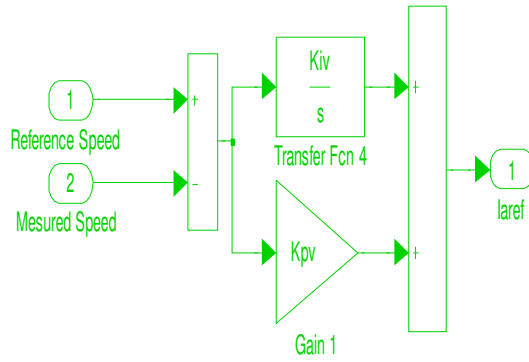 Kiv
s
Transfer Fcn 4
1
Reference Speed
+
-
2
Mesured Speed
Kpv
Gain 1
+
+
1
Iaref